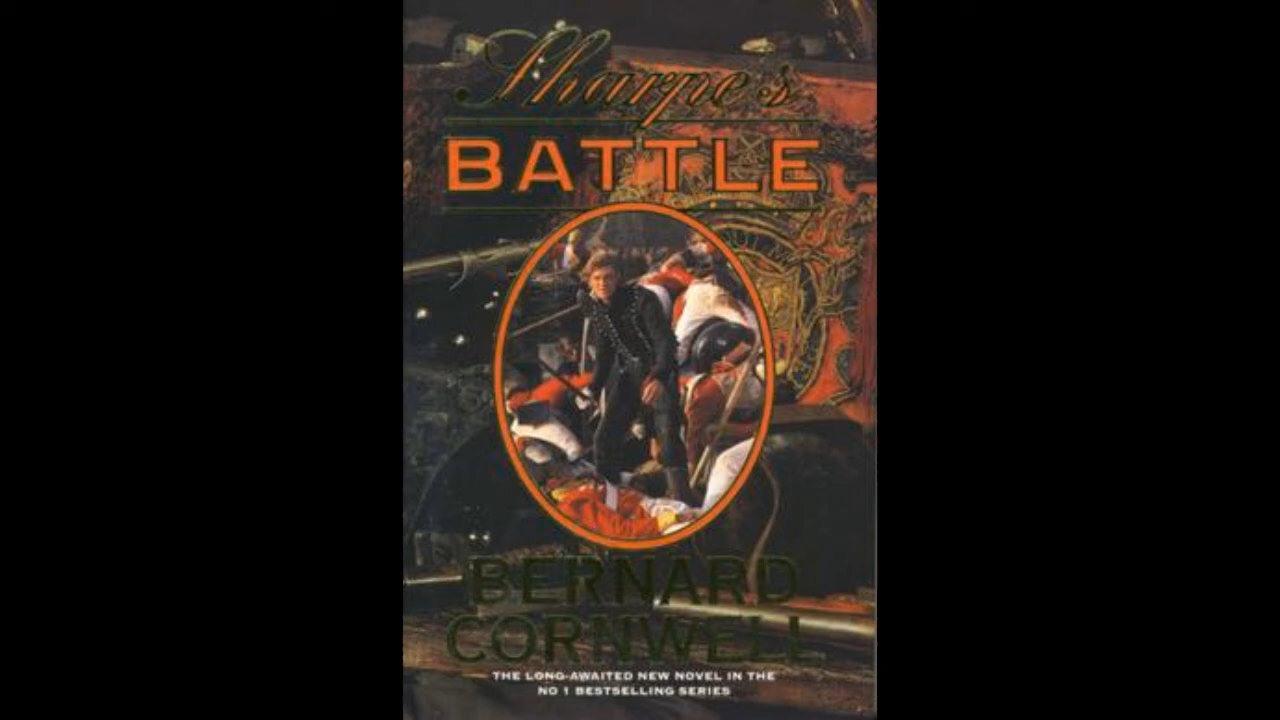 Sharpe's
BATTLE
BERNARD
CORNWELL
THE LONG-AWAITED NEW NOVEL IN THE
NO 1 BESTSELLING SERIES